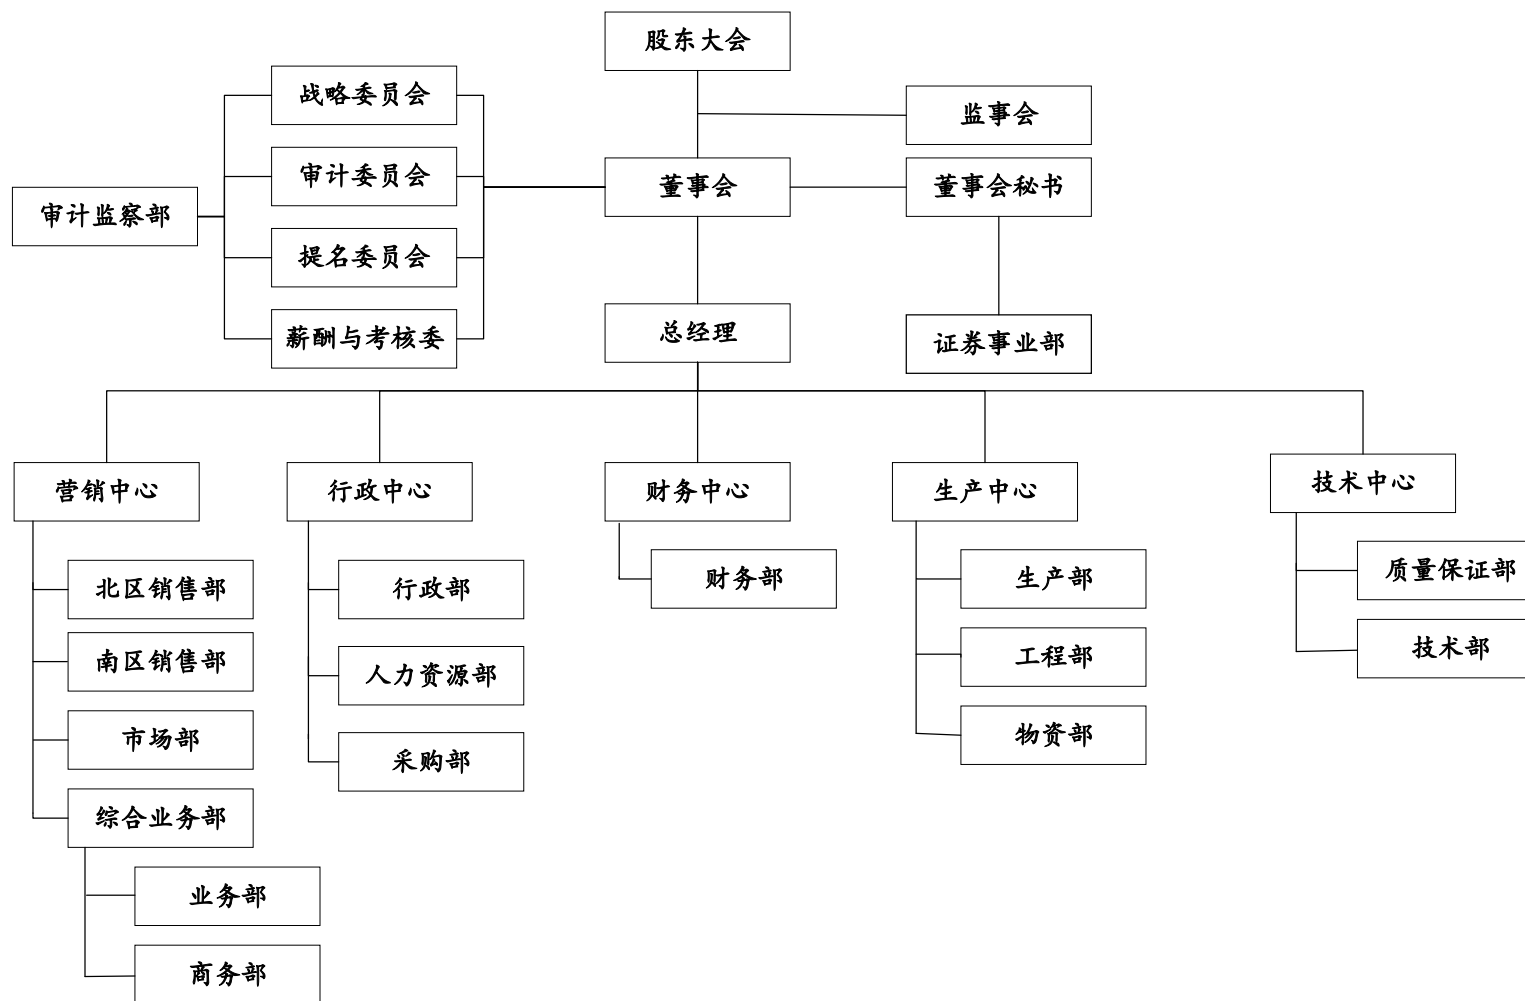 股东大会
战略委员会
监事会
审计委员会
董事会
董事会秘书
审计监察部
提名委员会
薪酬与考核委
总经理
证券事业部
营销中心
行政中心
财务中心
生产中心
技术中心
北区销售部
南区销售部
市场部
综合业务部
业务部
商务部
行政部
人力资源部
采购部
财务部
生产部
工程部
物资部
质量保证部
技术部